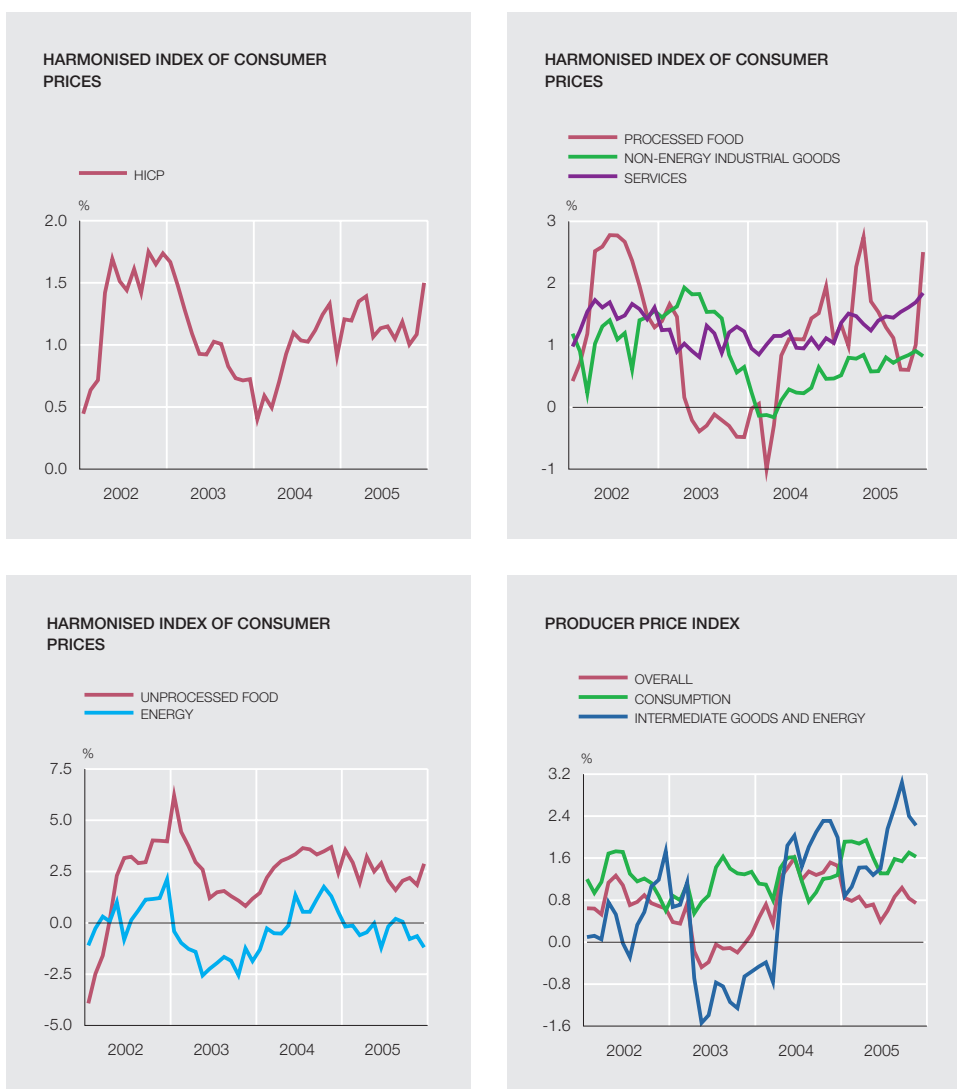 HARMONISED INDEX OF CONSUMER
PRICES
HICP
%
2.0
1.5
1.0
0.5
0.0
2002 2003 2004 2005
HARMONISED INDEX OF CONSUMER
PRICES
PROCESSED FOOD
NON-ENERGY INDUSTRIAL GOODS
SERVICES
%
3
2
1
0
-1
2002 2003 2004 2005
HARMONISED INDEX OF CONSUMER
PRICES
UNPROCESSED FOOD
ENERGY
%
7.5
5.0
2.5
0.0
-2.5
-5.0
2002 2003 2004 2005
PRODUCER PRICE INDEX
OVERALL
CONSUMPTION
INTERMEDIATE GOODS AND ENERGY
%
3.2
2.4
1.6
0.8
0.0
-0.8
-1.6
2002 2003 2004 2005